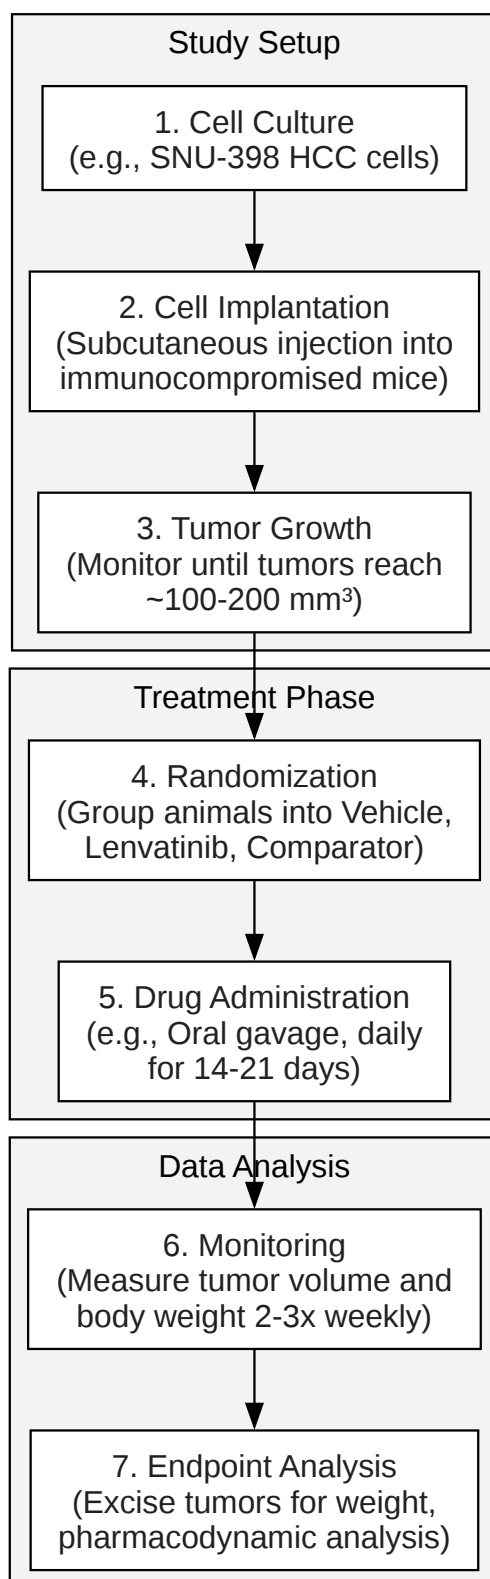 Study Setup
1. Cell Culture
(e.g., SNU-398 HCC cells)
2. Cell Implantation
(Subcutaneous injection into
immunocompromised mice)
3. Tumor Growth
(Monitor until tumors reach
~100-200 mm³)
Treatment Phase
4. Randomization
(Group animals into Vehicle,
Lenvatinib, Comparator)
5. Drug Administration
(e.g., Oral gavage, daily
for 14-21 days)
Data Analysis
6. Monitoring
(Measure tumor volume and
body weight 2-3x weekly)
7. Endpoint Analysis
(Excise tumors for weight,
pharmacodynamic analysis)